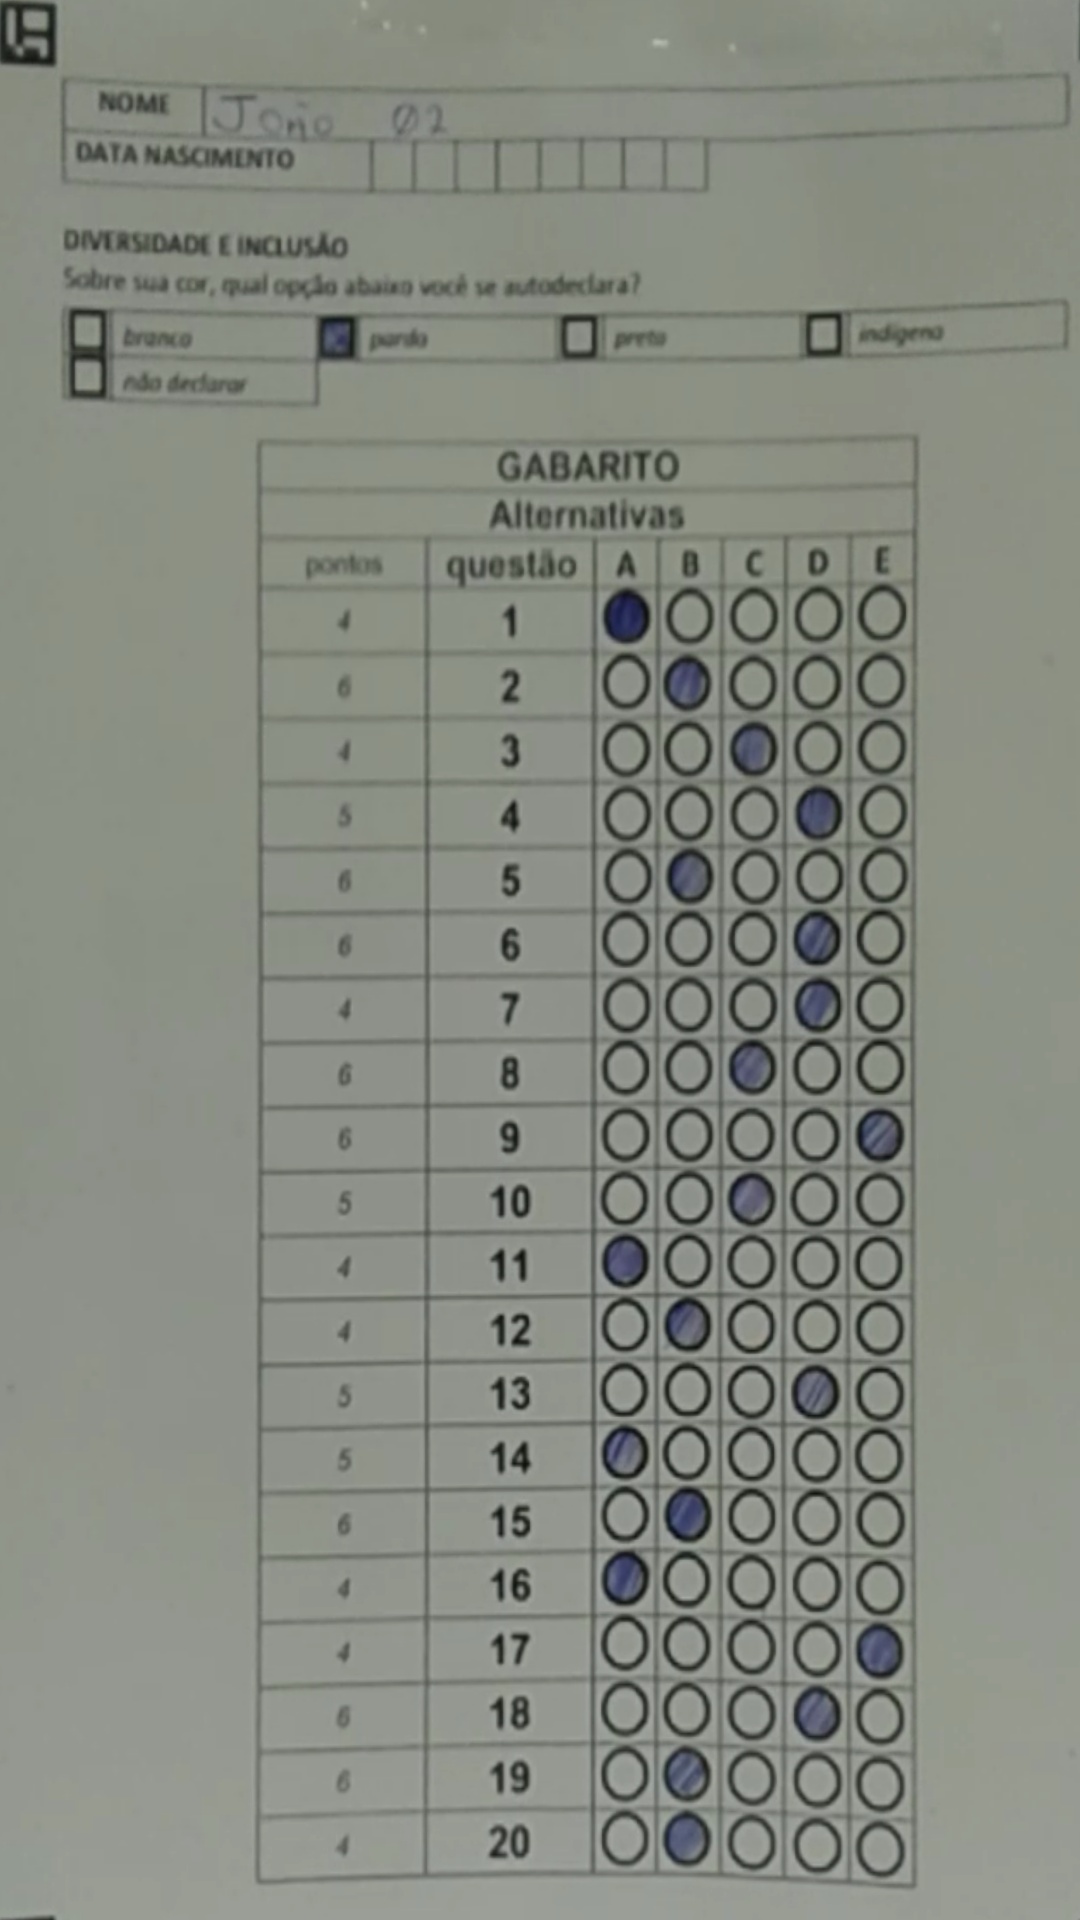 NOME João 02
DATA NASCIMENTO
DIVERSIDADE E INCLUSÃO
Sobre sua cor, qual opção abaixo você se autodeclara?
branco pardo preto indígena
não declarar
GABARITO
Alternativas
pontos questão A B C D E
4 1
6 2
4 3
5 4
6 5
6 6
4 7
6 8
6 9
5 10
4 11
4 12
5 13
5 14
6 15
4 16
4 17
6 18
6 19
4 20